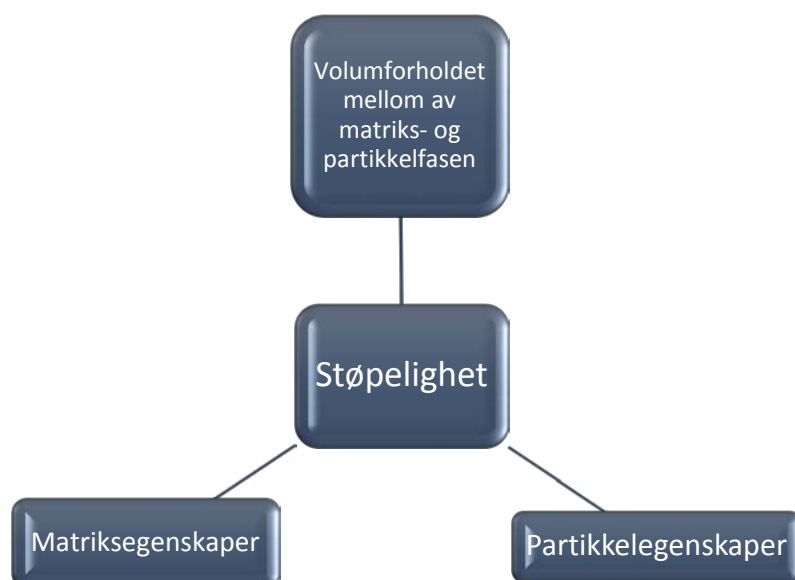 Volumforholdet
mellom av
matriks- og
partikkelfasen
Støpelighet
Matriksegenskaper
Partikkelegenskaper